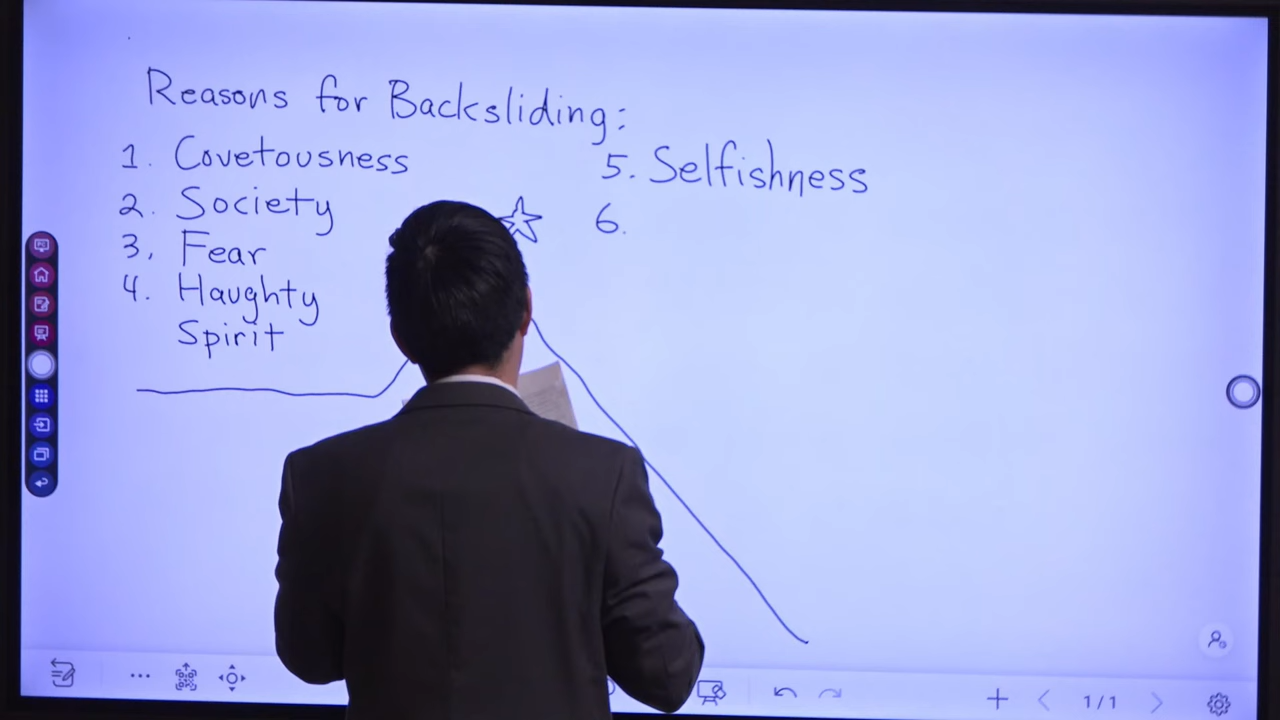 Reasons for Backsliding:
1. Covetousness
2. Society
3. Fear
4. Haughty
Spirit
5. Selfishness
6.
1/1